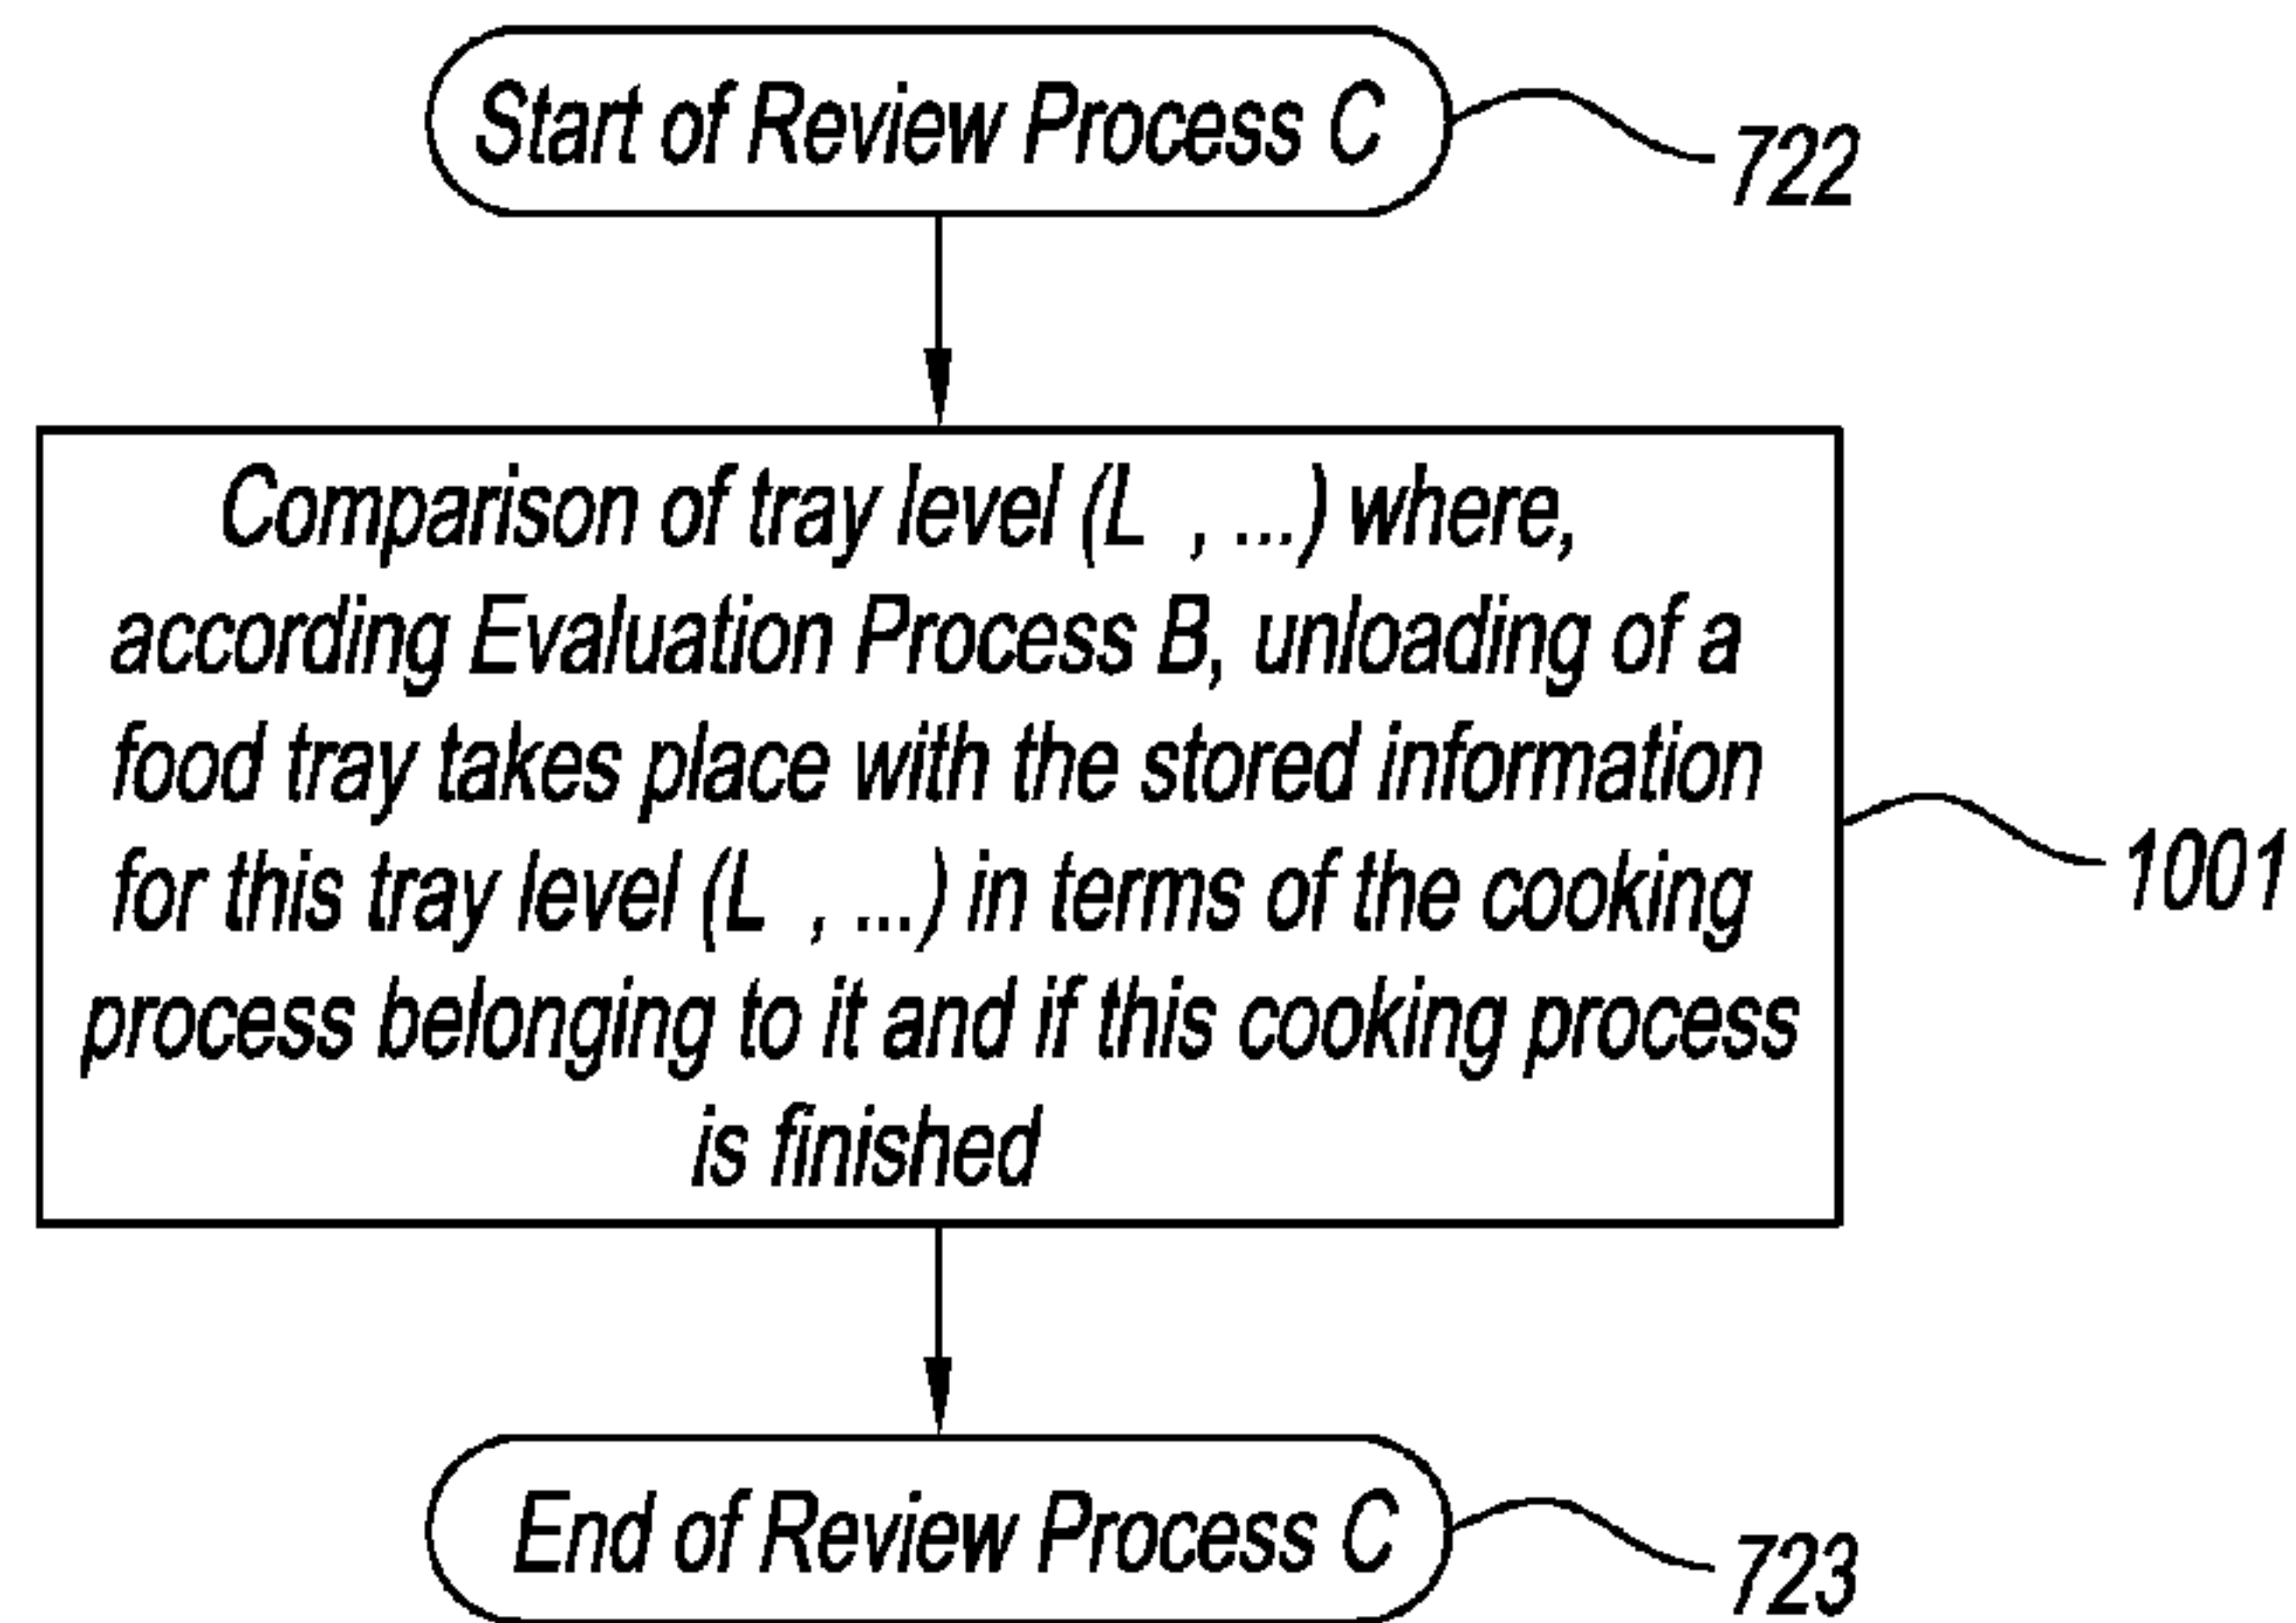 Start of Review Process C
722
Comparison of tray level (L , ...) where,
according Evaluation Process B, unloading of a
food tray takes place with the stored information
for this tray level (L , ...) in terms of the cooking
process belonging to it and if this cooking process
is finished
1001
End of Review Process C
723